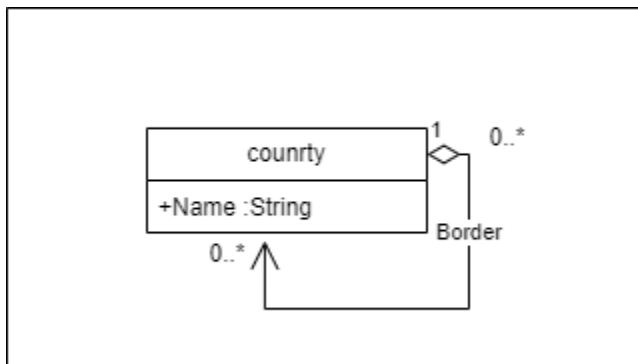 1
0..*
counrty
+Name :String
Border
0..*